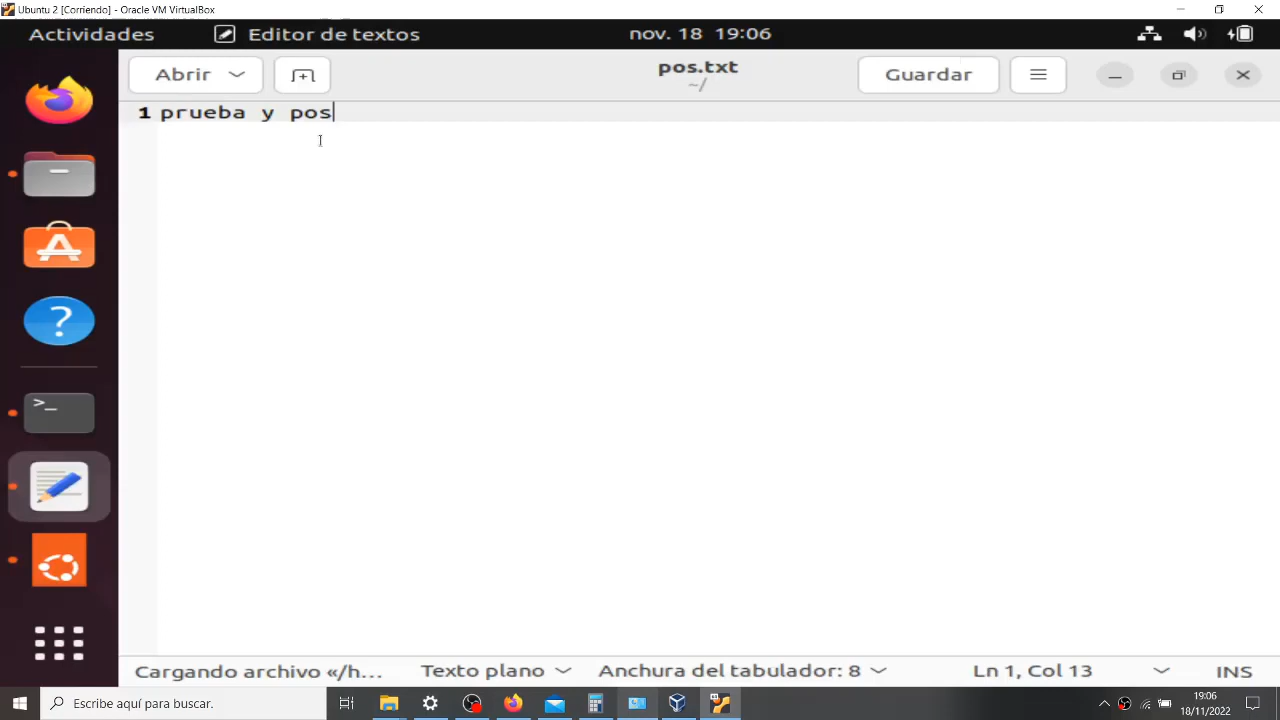 Ubuntu 2 [Corriendo] - Oracle VM VirtualBox
Actividades
Editor de textos
nov. 18 19:06
Abrir
pos.txt
~/
Guardar
1 prueba y pos
Cargando archivo «/h...
Texto plano
Anchura del tabulador: 8
Ln 1, Col 13
INS
Escribe aquí para buscar.
19:06
18/11/2022